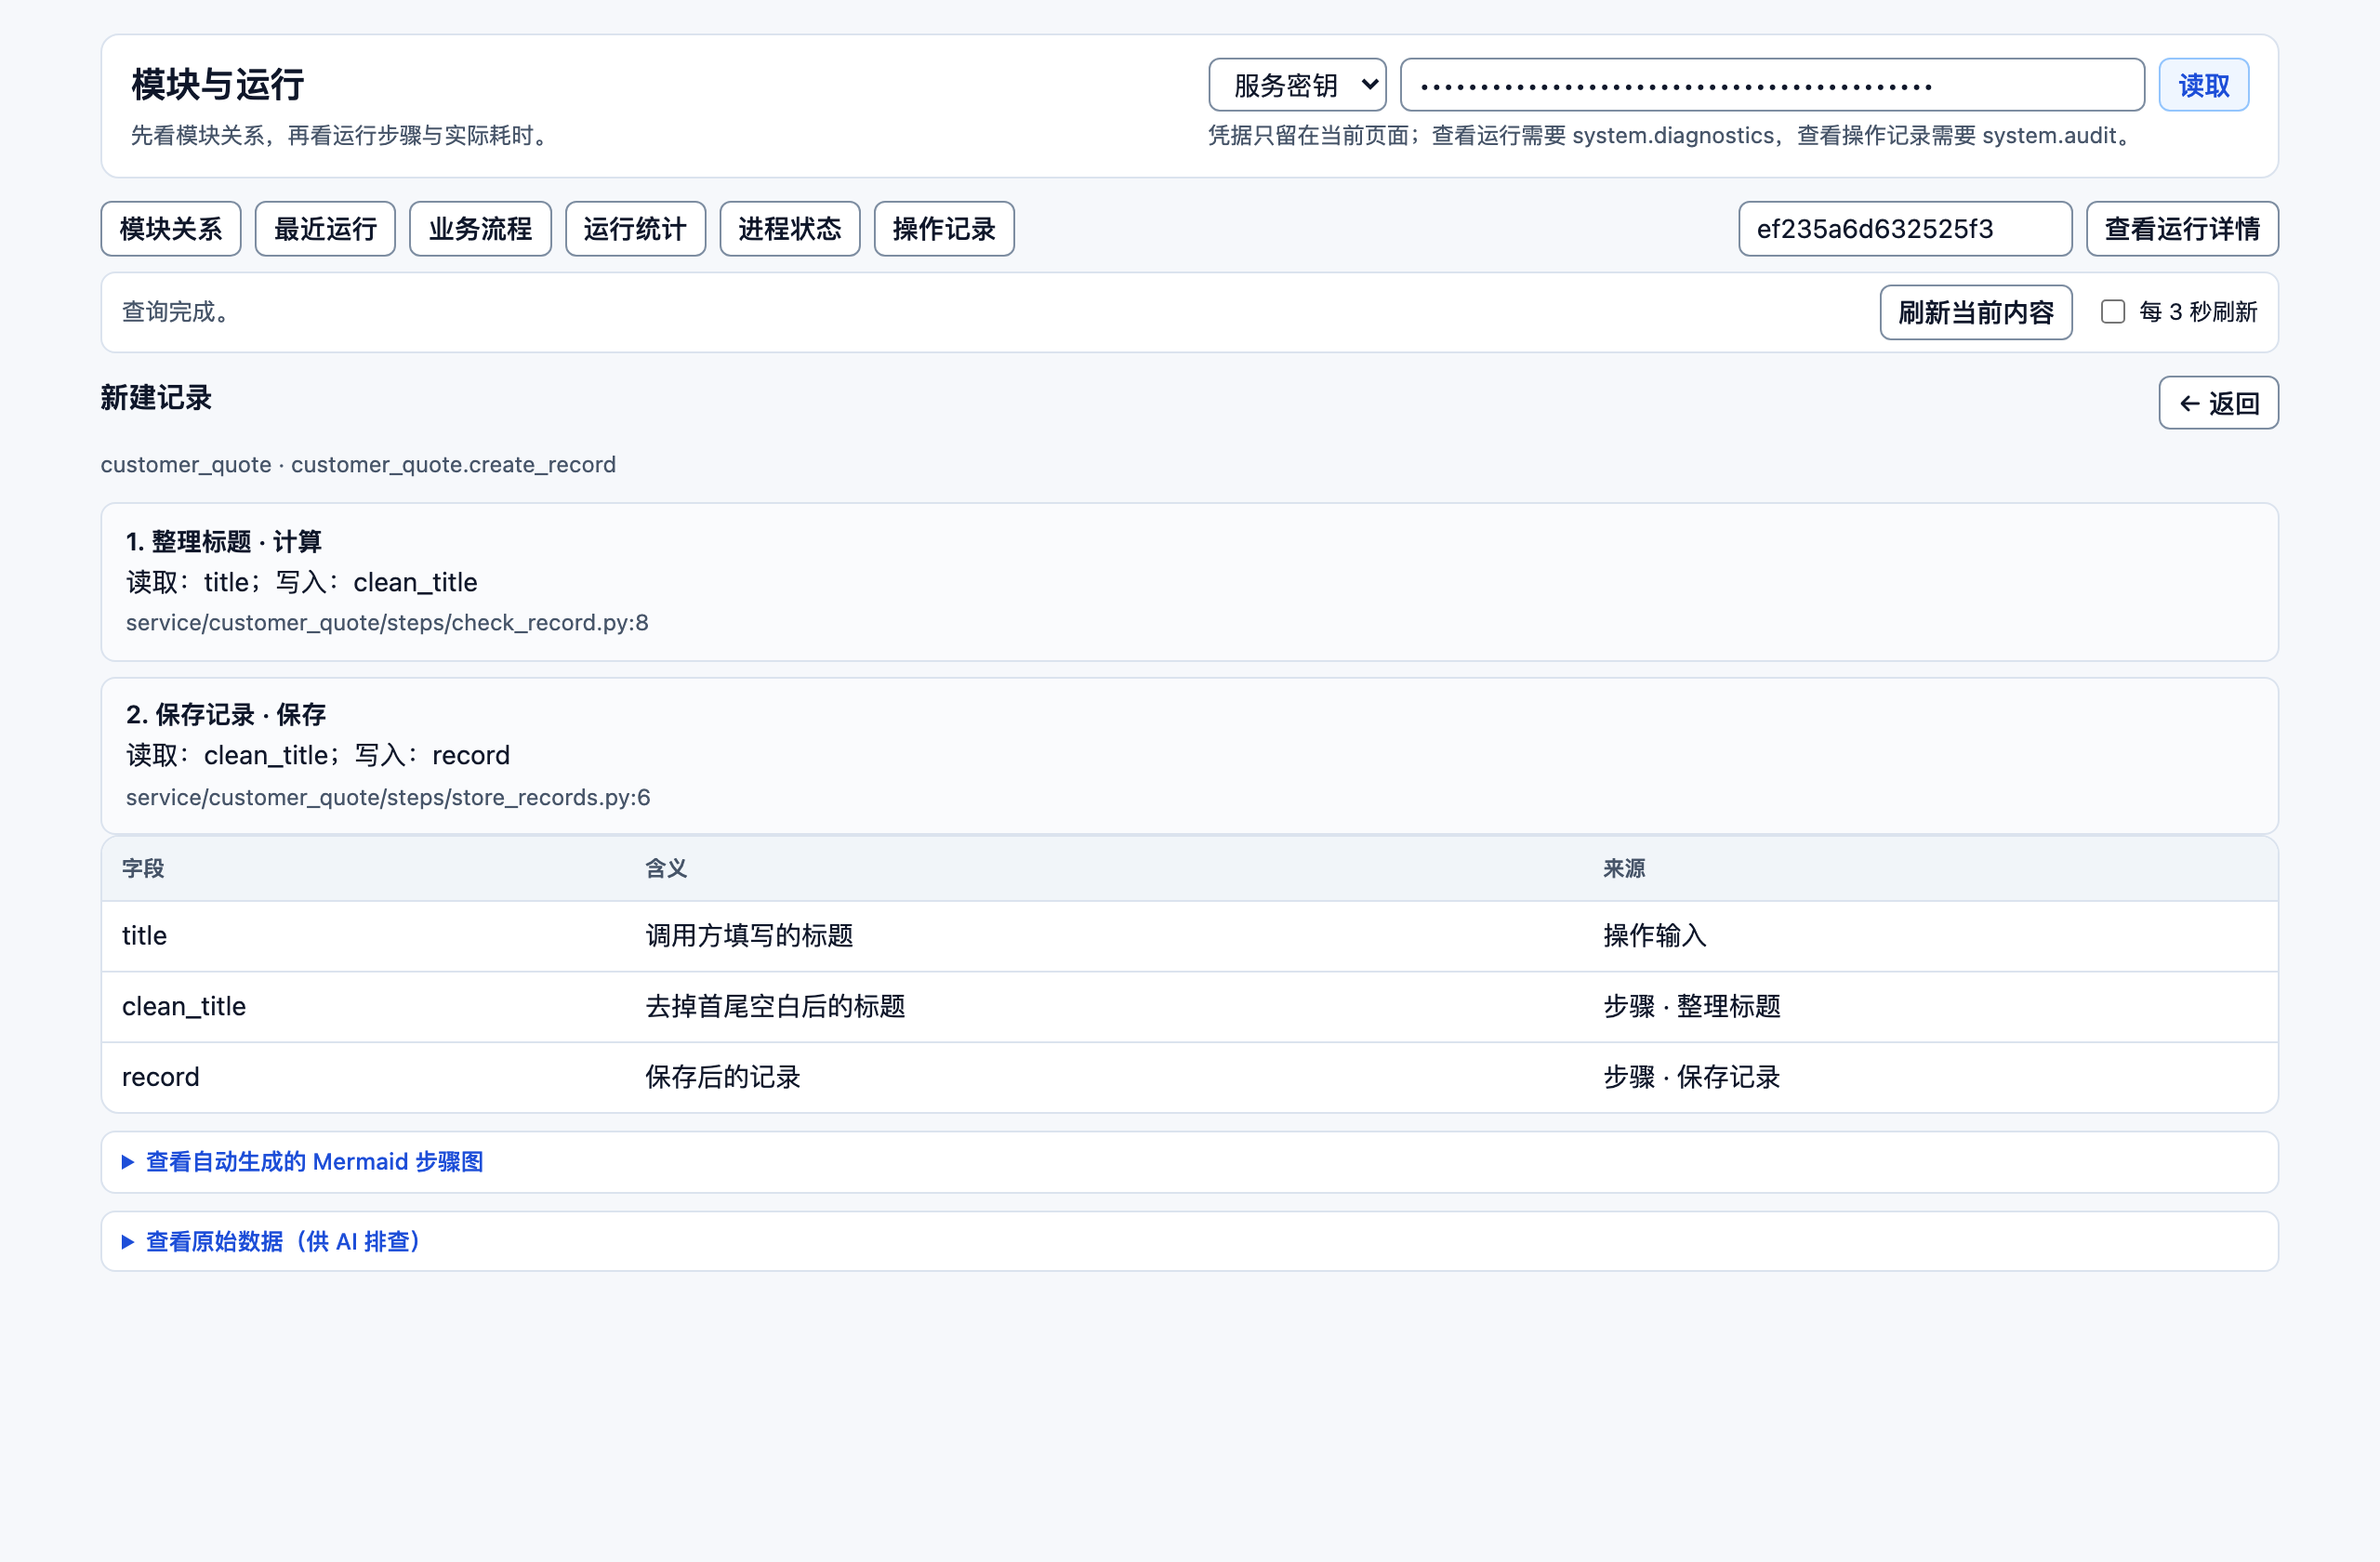 模块与运行
服务密钥
••••••••••••••••••••••••••••••••••••••••••••
读取
先看模块关系，再看运行步骤与实际耗时。
凭据只留在当前页面；查看运行需要 system.diagnostics，查看操作记录需要 system.audit。
模块关系
最近运行
业务流程
运行统计
进程状态
操作记录
ef235a6d632525f3
查看运行详情
查询完成。
刷新当前内容
每 3 秒刷新
新建记录
← 返回
customer_quote · customer_quote.create_record
1. 整理标题 · 计算
读取：title；写入：clean_title
service/customer_quote/steps/check_record.py:8
2. 保存记录 · 保存
读取：clean_title；写入：record
service/customer_quote/steps/store_records.py:6
字段 含义 来源
title 调用方填写的标题 操作输入
clean_title 去掉首尾空白后的标题 步骤 · 整理标题
record 保存后的记录 步骤 · 保存记录
▶ 查看自动生成的 Mermaid 步骤图
▶ 查看原始数据（供 AI 排查）